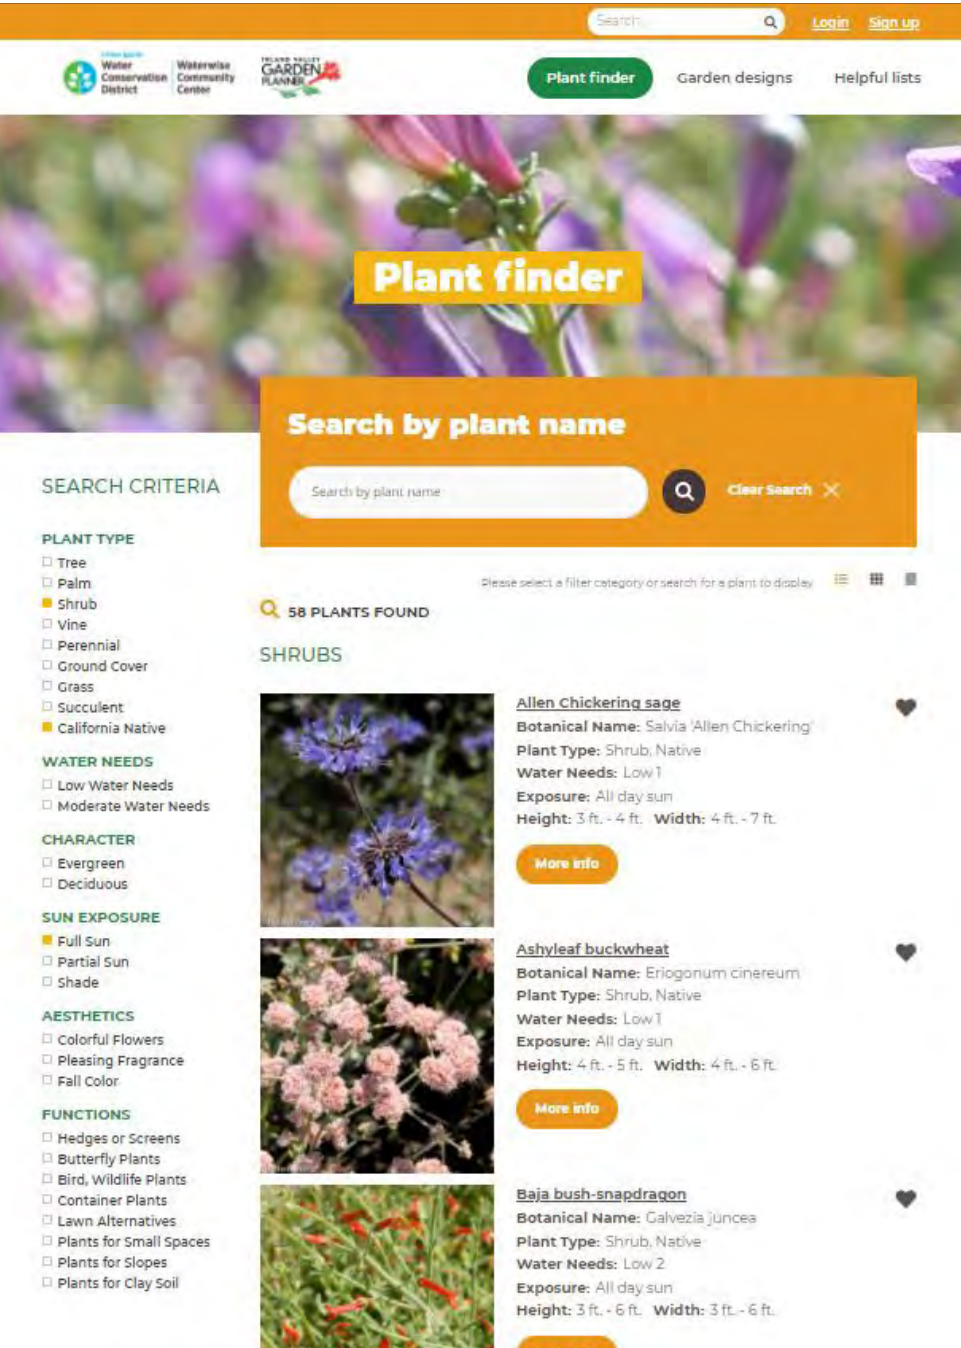 Search...
Login Sign up
Water
Conservation
District
Waterwise
Community
Center
INLAND VALLEY
GARDEN
PLANNER
Plant finder Garden designs Helpful lists
Plant finder
Search by plant name
Search by plant name
Clear Search
Please select a filter category or search for a plant to display
58 PLANTS FOUND
SEARCH CRITERIA
PLANT TYPE
Tree
Palm
Shrub
Vine
Perennial
Ground Cover
Grass
Succulent
California Native
WATER NEEDS
Low Water Needs
Moderate Water Needs
CHARACTER
Evergreen
Deciduous
SUN EXPOSURE
Full Sun
Partial Sun
Shade
AESTHETICS
Colorful Flowers
Pleasing Fragrance
Fall Color
FUNCTIONS
Hedges or Screens
Butterfly Plants
Bird, Wildlife Plants
Container Plants
Lawn Alternatives
Plants for Small Spaces
Plants for Slopes
Plants for Clay Soil
SHRUBS
Allen Chickering sage
Botanical Name: Salvia 'Allen Chickering'
Plant Type: Shrub, Native
Water Needs: Low 1
Exposure: All day sun
Height: 3 ft. - 4 ft. Width: 4 ft. - 7 ft.
More info
Ashyleaf buckwheat
Botanical Name: Eriogonum cinereum
Plant Type: Shrub, Native
Water Needs: Low 1
Exposure: All day sun
Height: 4 ft. - 5 ft. Width: 4 ft. - 6 ft.
More info
Baja bush-snapdragon
Botanical Name: Galvezia juncea
Plant Type: Shrub, Native
Water Needs: Low 2
Exposure: All day sun
Height: 3 ft. - 6 ft. Width: 3 ft. - 6 ft.